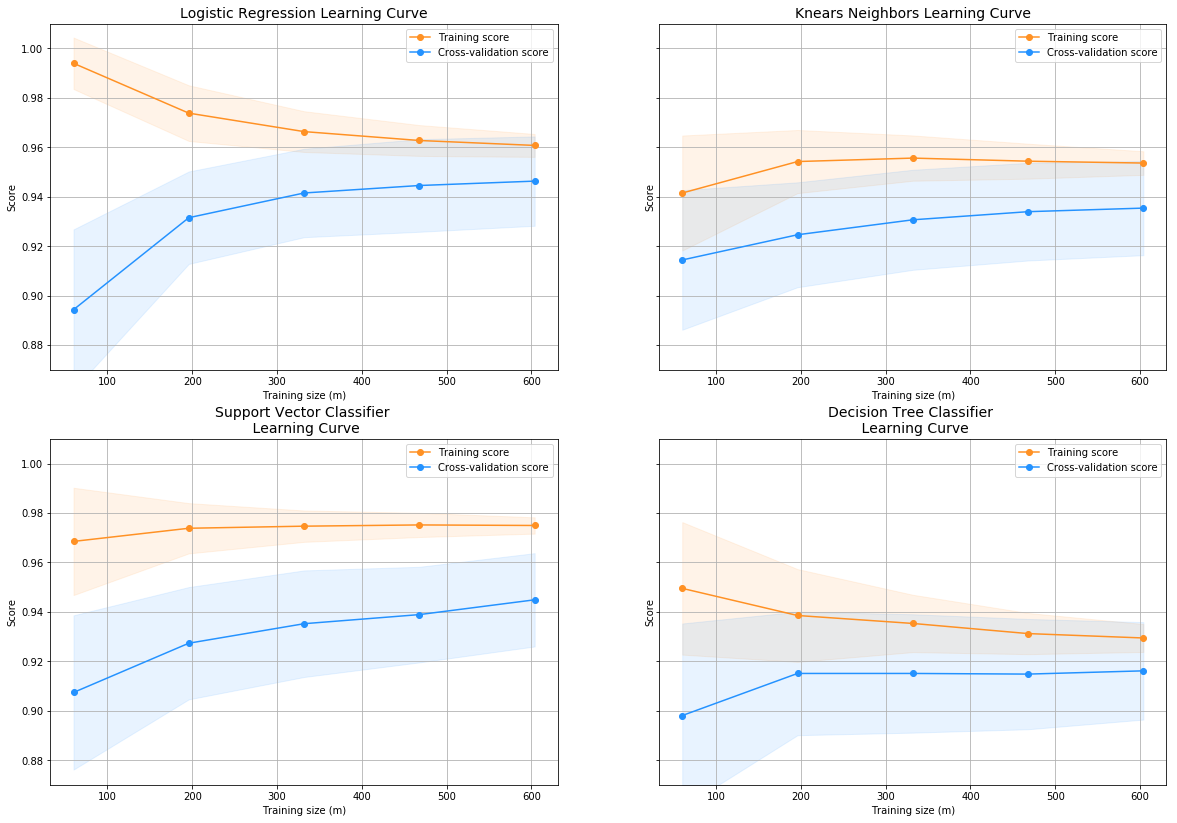 Logistic Regression Learning Curve
Training score
Cross-validation score
1.00
0.98
0.96
0.94
0.92
0.90
0.88
Score
100 200 300 400 500 600
Training size (m)
Knears Neighbors Learning Curve
Training score
Cross-validation score
Score
100 200 300 400 500 600
Training size (m)
Support Vector Classifier
Learning Curve
Training score
Cross-validation score
1.00
0.98
0.96
0.94
0.92
0.90
0.88
Score
100 200 300 400 500 600
Training size (m)
Decision Tree Classifier
Learning Curve
Training score
Cross-validation score
Score
100 200 300 400 500 600
Training size (m)